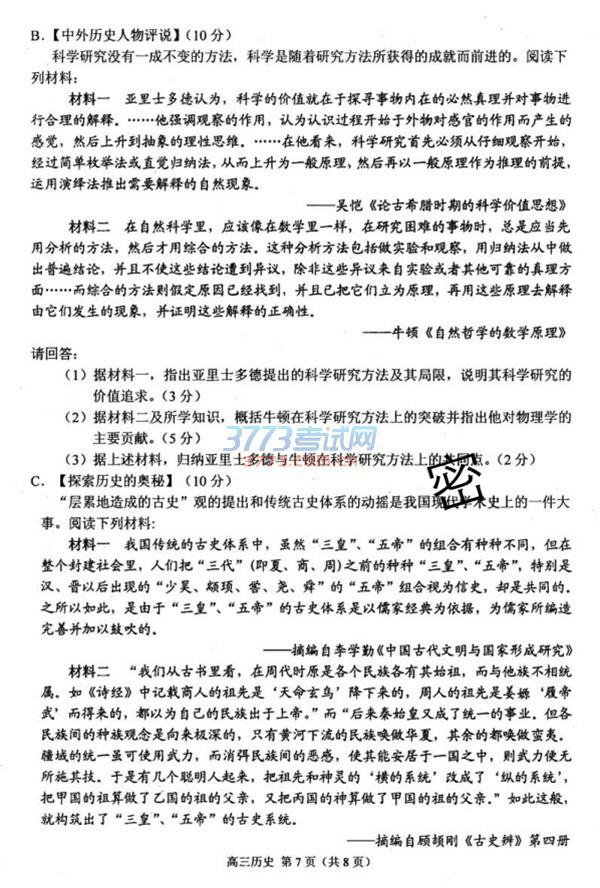 B.【中外历史人物评说】(10分)
科学研究没有一成不变的方法，科学是随着研究方法所获得的成就而前进的。阅读下
列材料：
材料一 亚里士多德认为，科学的价值就在于探寻事物内在的必然真理并对事物进
行合理的解释。……他强调观察的作用，认为认识过程开始于外物对感官的作用而产生的
感觉，然后上升到抽象的理性思维。……在他看来，科学研究首先必须从仔细观察开始，
经过简单枚举法或直觉归纳法，从而上升为一般原理，然后再以一般原理作为推理的前提，
运用演绎法推出需要解释的自然现象。
——吴恺《论古希腊时期的科学价值思想》
材料二 在自然科学里，应该像在数学里一样，在研究困难的事物时，总是应当先
用分析的方法，然后才用综合的方法。这种分析方法包括做实验和观察，用归纳法从中做
出普遍结论，并且不使这些结论遭到异议，除非这些异议来自实验或者其他可靠的真理方
面……而综合的方法则假定原因已经找到，并且已把它们立为原理，再用这些原理去解释
由它们发生的现象，并证明这些解释的正确性。
——牛顿《自然哲学的数学原理》
请回答：
(1) 据材料一，指出亚里士多德提出的科学研究方法及其局限，说明其科学研究的
价值追求。(3分)
(2) 据材料二及所学知识，概括牛顿在科学研究方法上的突破并指出他对物理学的
主要贡献。(5分)
3773考试网
(3) 据上述材料，归纳亚里士多德与牛顿在科学研究方法上的共同点。(2分)
密
C.【探索历史的奥秘】(10分)
“层累地造成的古史”观的提出和传统古史体系的动摇是我国现代学术史上的一件大
事。阅读下列材料：
材料一 我国传统的古史体系中，虽然“三皇”、“五帝”的组合有种种不同，但在
整个封建社会里，人们把“三代”(即夏、商、周)之前的种种“三皇”、“五帝”，特别是
汉、晋以后出现的“少昊、颛顼、喾、尧、舜”的“五帝”组合视为信史，却是共同的。
之所以如此，是由于“三皇”、“五帝”的古史体系是以儒家经典为依据，为儒家所编造
完善并加以鼓吹的。
——摘编自李学勤《中国古代文明与国家形成研究》
材料二 “我们从古书里看，在周代时原是各个民族各有其始祖，而与他族不相统
属。如《诗经》中记载商人的祖先是‘天命玄鸟’降下来的，周人的祖先是姜嫄‘履帝
武’而得来的，都以为自己的民族出于上帝。”而“后来秦始皇又成了统一的事业。但各
民族间的种族观念是向来极深的，只有黄河下流的民族唤做华夏，其余的都唤做蛮夷。
疆域的统一虽可使用武力，而消弭民族间的恶感，使其能安居于一国之中，则武力便无
所施其技。于是有几个聪明人起来，把祖先和神灵的‘横的系统’改成了‘纵的系统’，
把甲国的祖算做了乙国的祖的父亲，又把丙国的神算做了甲国的祖的父亲。”如此这般，
就构筑出了“三皇”、“五帝”的古史系统。
——摘编自顾颉刚《古史辨》第四册
高三历史 第7页（共8页）